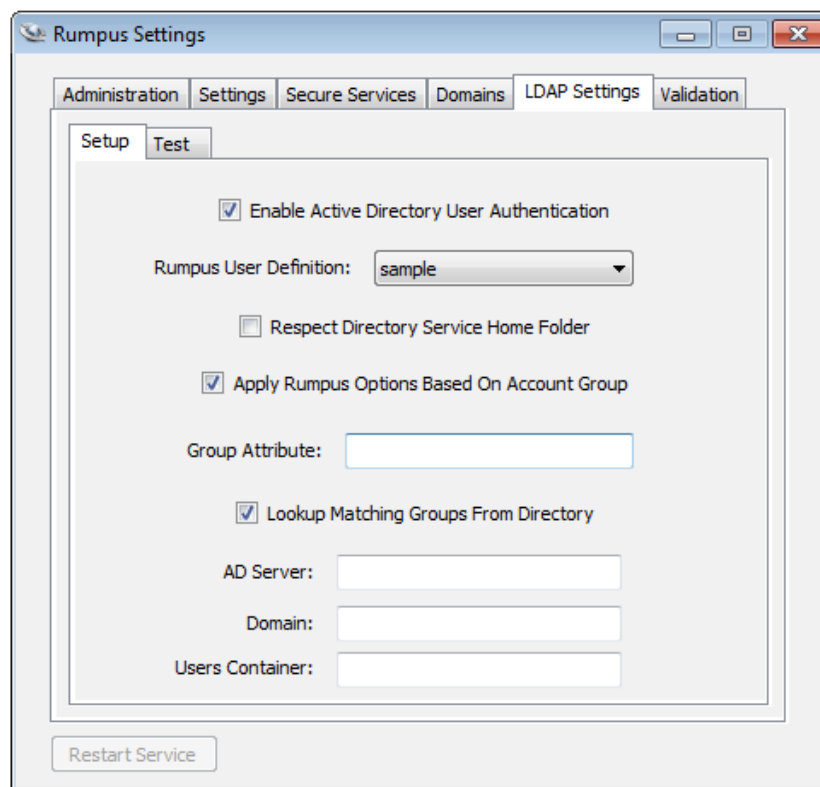 Rumpus Settings
Administration Settings Secure Services Domains LDAP Settings Validation
Setup Test
Enable Active Directory User Authentication
Rumpus User Definition: sample
Respect Directory Service Home Folder
Apply Rumpus Options Based On Account Group
Group Attribute:
Lookup Matching Groups From Directory
AD Server:
Domain:
Users Container:
Restart Service